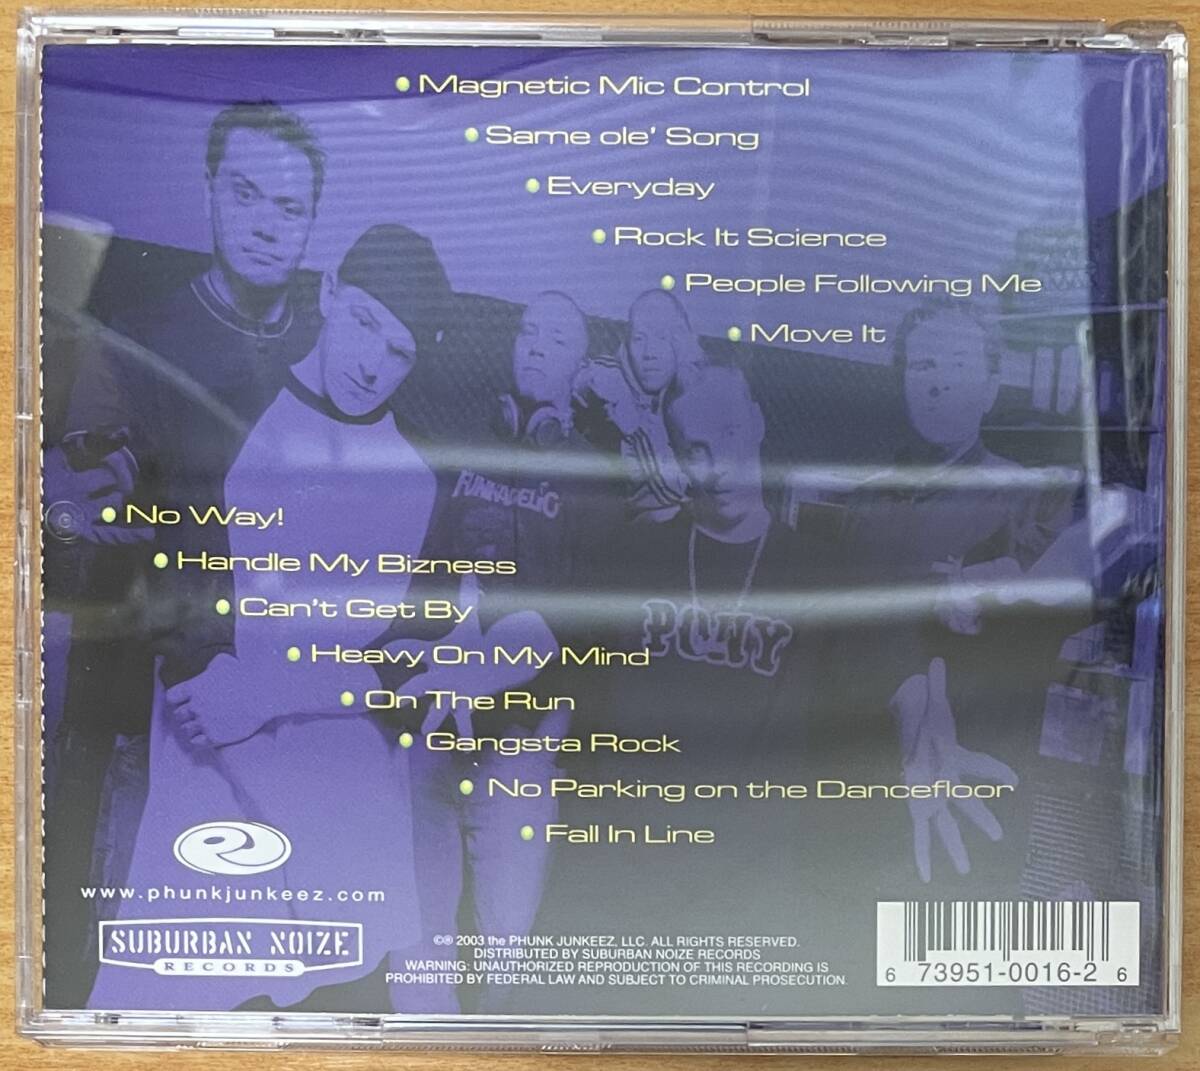 Magnetic Mic Control
Same ole' Song
Everyday
Rock It Science
People Following Me
Move It
FUNKADELIC
No Way!
Handle My Bizness
Can't Get By
PONY
Heavy On My Mind
On The Run
Gangsta Rock
No Parking on the Dancefloor
Fall In Line
www.phunkjunkeez.com
SUBURBAN NOIZE
RECORDS
©℗ 2003 the PHUNK JUNKEEZ, LLC. ALL RIGHTS RESERVED.
DISTRIBUTED BY SUBURBAN NOIZE RECORDS
WARNING: UNAUTHORIZED REPRODUCTION OF THIS RECORDING IS
PROHIBITED BY FEDERAL LAW AND SUBJECT TO CRIMINAL PROSECUTION.
6 73951-0016-2 6